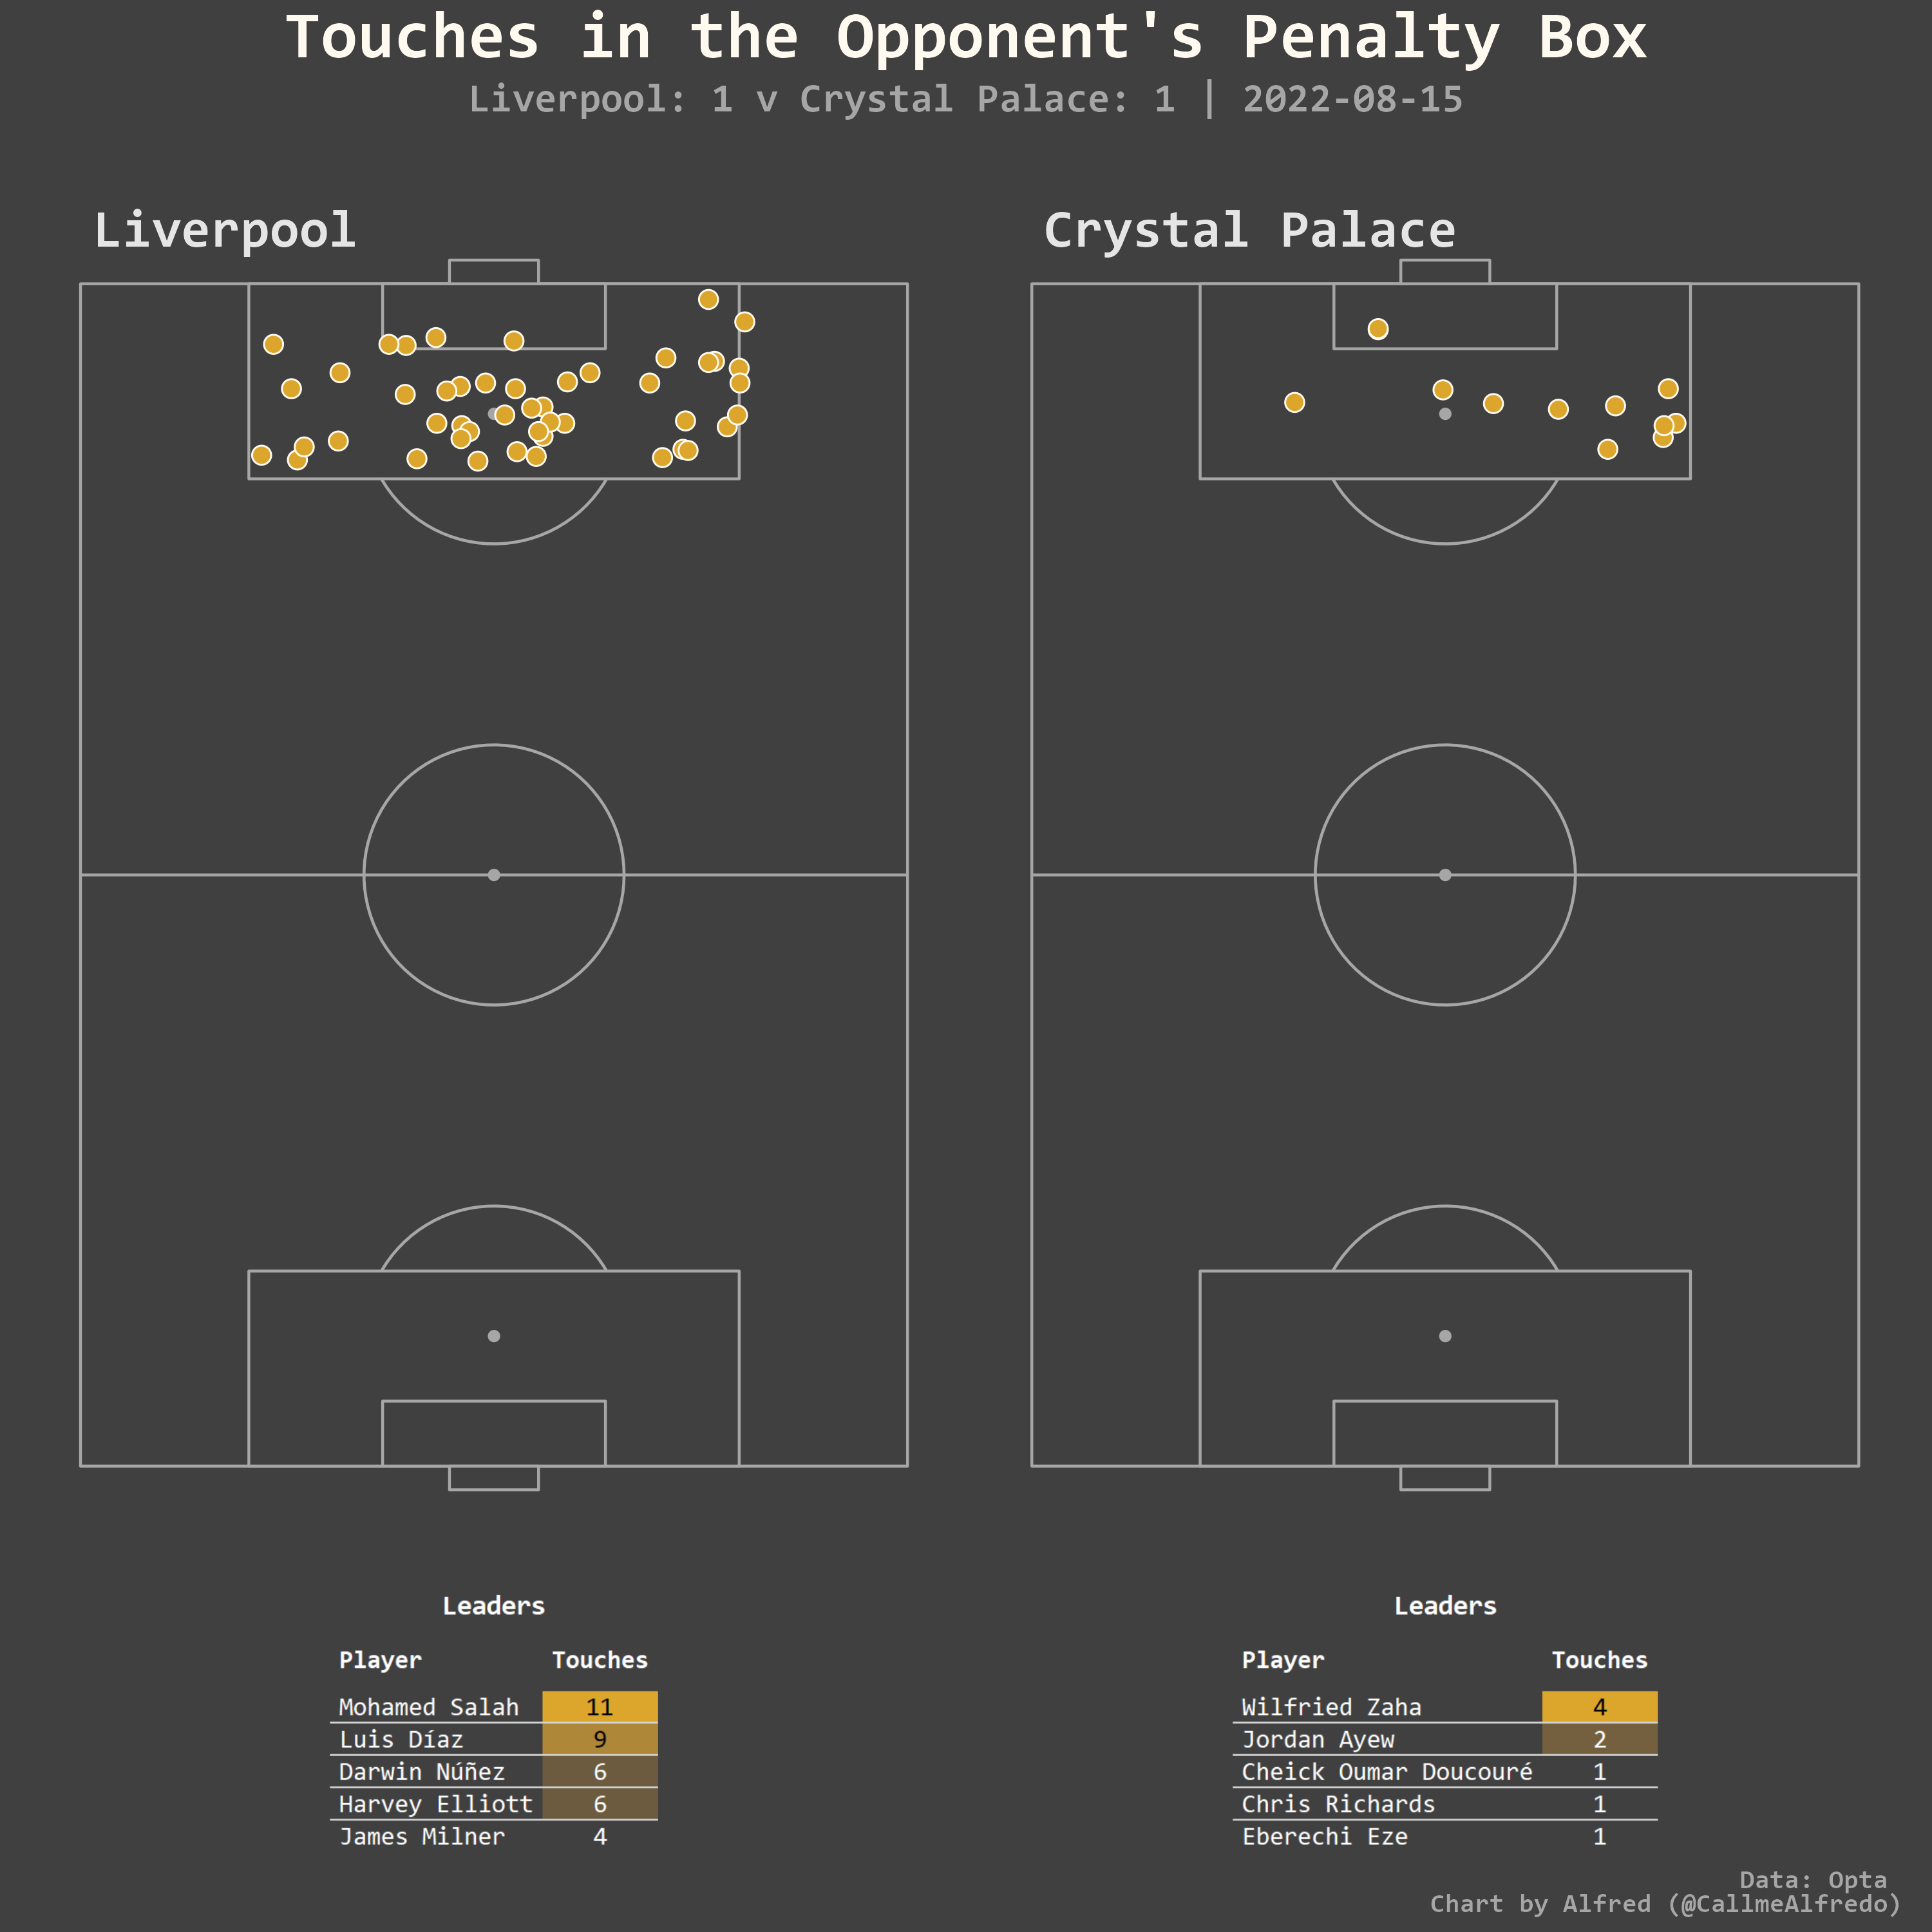 Touches in the Opponent's Penalty Box
Liverpool: 1 v Crystal Palace: 1 | 2022-08-15
Liverpool
Crystal Palace
Leaders
Player Touches
Mohamed Salah 11
Luis Díaz 9
Darwin Núñez 6
Harvey Elliott 6
James Milner 4
Leaders
Player Touches
Wilfried Zaha 4
Jordan Ayew 2
Cheick Oumar Doucouré 1
Chris Richards 1
Eberechi Eze 1
Data: Opta
Chart by Alfred (@CallmeAlfredo)